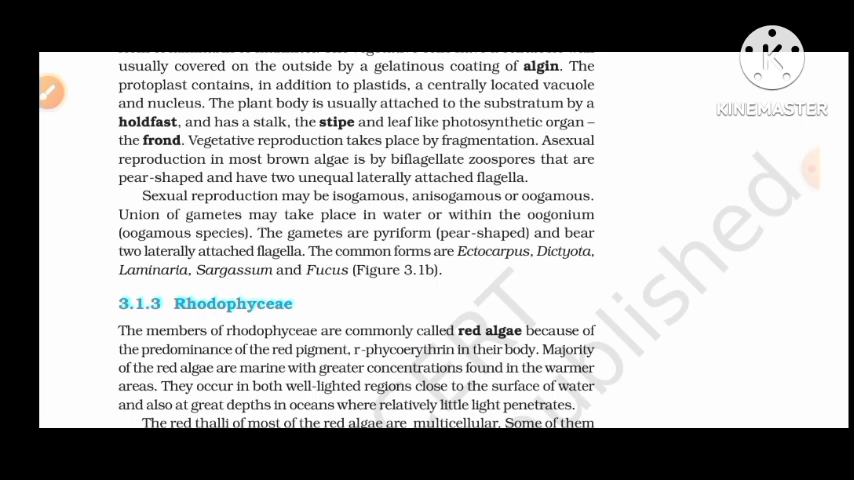 usually covered on the outside by a gelatinous coating of algin. The
protoplast contains, in addition to plastids, a centrally located vacuole
and nucleus. The plant body is usually attached to the substratum by a
holdfast, and has a stalk, the stipe and leaf like photosynthetic organ –
the frond. Vegetative reproduction takes place by fragmentation. Asexual
reproduction in most brown algae is by biflagellate zoospores that are
pear-shaped and have two unequal laterally attached flagella.
Sexual reproduction may be isogamous, anisogamous or oogamous.
Union of gametes may take place in water or within the oogonium
(oogamous species). The gametes are pyriform (pear-shaped) and bear
two laterally attached flagella. The common forms are Ectocarpus, Dictyota,
Laminaria, Sargassum and Fucus (Figure 3.1b).
3.1.3 Rhodophyceae
The members of rhodophyceae are commonly called red algae because of
the predominance of the red pigment, r-phycoerythrin in their body. Majority
of the red algae are marine with greater concentrations found in the warmer
areas. They occur in both well-lighted regions close to the surface of water
and also at great depths in oceans where relatively little light penetrates.
The red thalli of most of the red algae are multicellular. Some of them
K
KINEMASTER
CERT
published